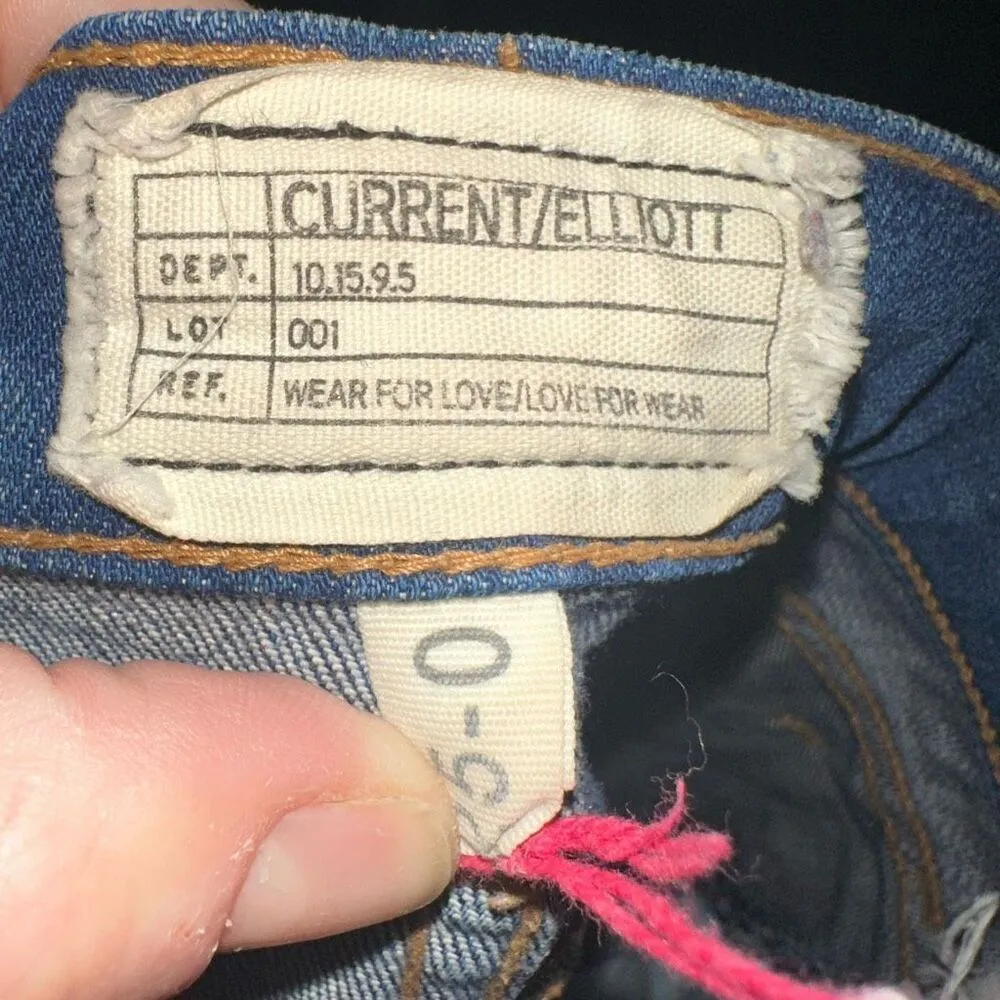 CURRENT/ELLIOTT
DEPT. 10.15.9.5
LOT 001
REF. WEAR FOR LOVE/LOVE FOR WEAR